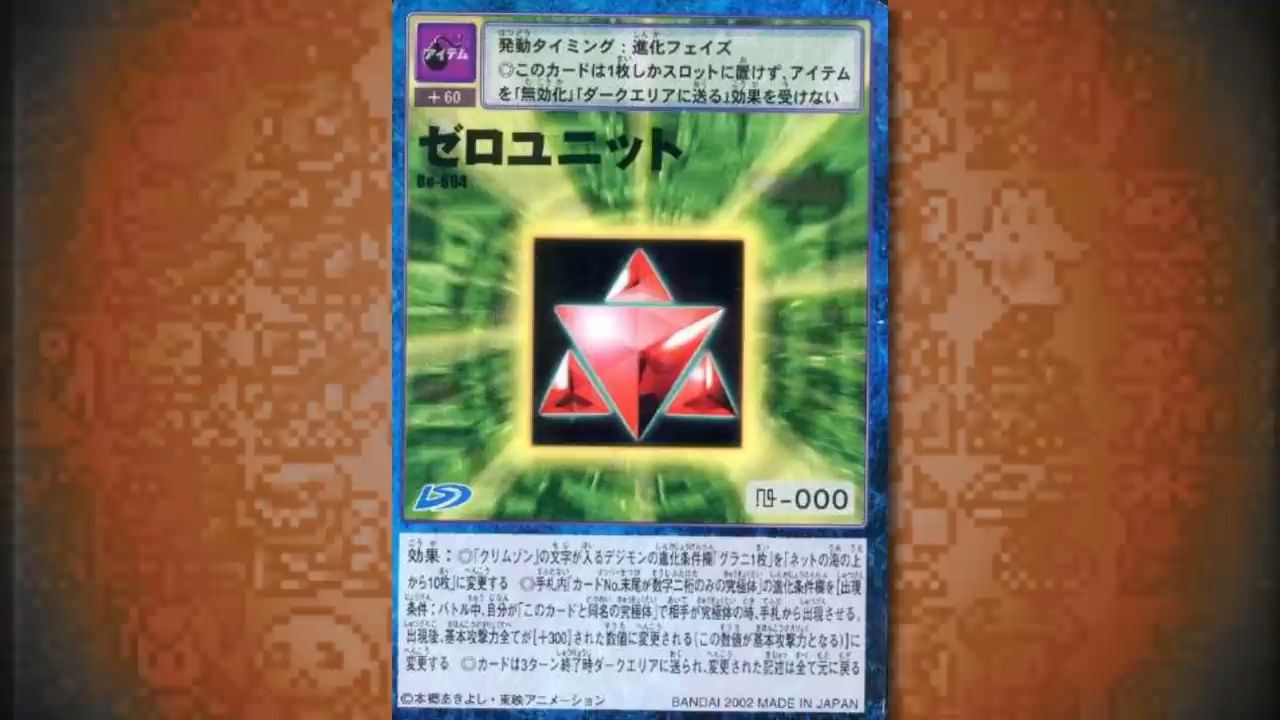 アイテム
+60
発動タイミング：進化フェイズ
◎このカードは1枚しかスロットに置けず、アイテム
を「無効化」「ダークエリアに送る」効果を受けない
ゼロユニット
-000
効果：◎「クリムゾン」の文字が入るデジモンの進化条件欄「グラニ1枚」を「ネットの海の上
から10枚」に変更する ◎手札内「カードNo.末尾が数字二桁のみの究極体」の進化条件欄を[出現
条件：バトル中、自分が「このカードと同名の究極体」で相手が究極体の時、手札から出現させる。
出現後、基本攻撃力全てが[+300]された数値に変更される(この数値が基本攻撃力となる)]に
変更する ◎カードは3ターン終了時ダークエリアに送られ、変更された記述は全て元に戻る
©本郷あきよし・東映アニメーション
BANDAI 2002 MADE IN JAPAN